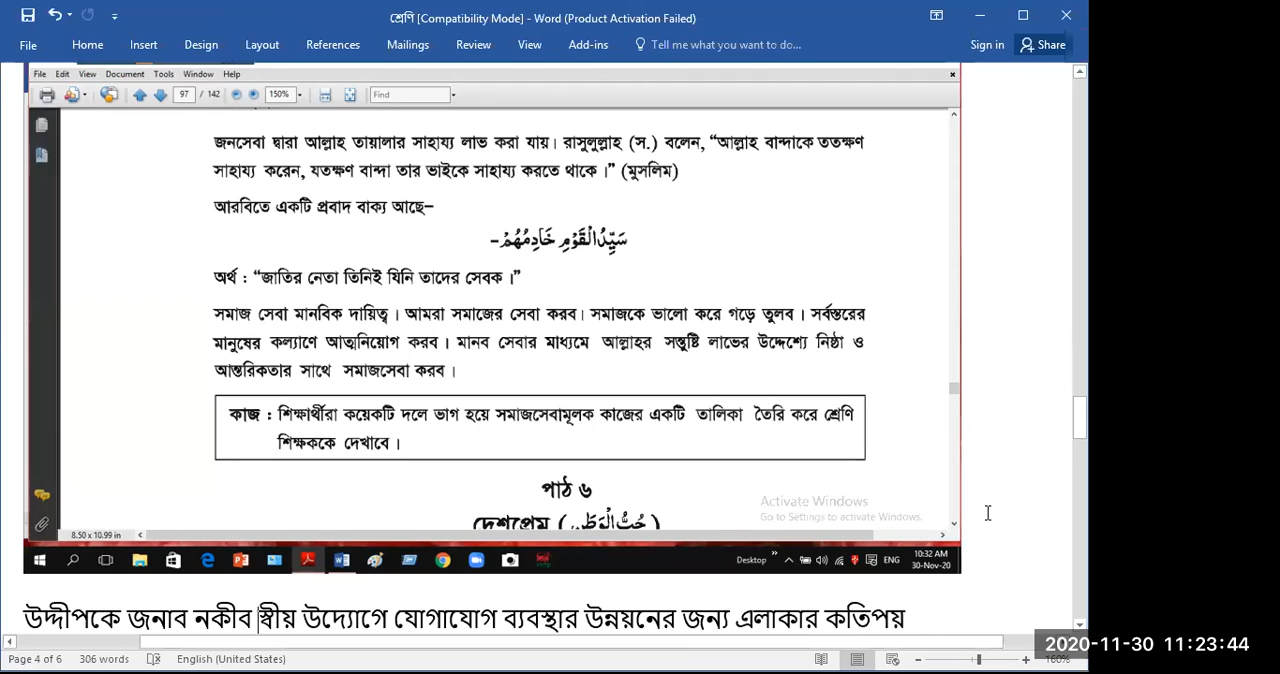 শ্রেণি [Compatibility Mode] - Word (Product Activation Failed)
File Home Insert Design Layout References Mailings Review View Add-ins Tell me what you want to do... Sign in Share
File Edit View Document Tools Window Help
97 / 142 150% Find
জনসেবা দ্বারা আল্লাহ তায়ালার সাহায্য লাভ করা যায়। রাসুলুল্লাহ (স.) বলেন, “আল্লাহ বান্দাকে ততক্ষণ
সাহায্য করেন, যতক্ষণ বান্দা তার ভাইকে সাহায্য করতে থাকে।” (মুসলিম)
আরবিতে একটি প্রবাদ বাক্য আছে–
سَيِّدُ الْقَوْمِ خَادِمُهُمْ-
অর্থ : “জাতির নেতা তিনিই যিনি তাদের সেবক।”
সমাজ সেবা মানবিক দায়িত্ব। আমরা সমাজের সেবা করব। সমাজকে ভালো করে গড়ে তুলব। সর্বস্তরের
মানুষের কল্যাণে আত্মনিয়োগ করব। মানব সেবার মাধ্যমে আল্লাহর সন্তুষ্টি লাভের উদ্দেশ্যে নিষ্ঠা ও
আন্তরিকতার সাথে সমাজসেবা করব।
কাজ : শিক্ষার্থীরা কয়েকটি দলে ভাগ হয়ে সমাজসেবামূলক কাজের একটি তালিকা তৈরি করে শ্রেণি
শিক্ষককে দেখাবে।
পাঠ ৬
দেশপ্রেম (حُبُّ الْوَطَنِ)
Activate Windows
Go to Settings to activate Windows.
8.50 x 10.99 in
Desktop ENG 10:32 AM
30-Nov-20
উদ্দীপকে জনাব নকীব স্বীয় উদ্যোগে যোগাযোগ ব্যবস্থার উন্নয়নের জন্য এলাকার কতিপয়
2020-11-30 11:23:44
Page 4 of 6 306 words English (United States) 160%